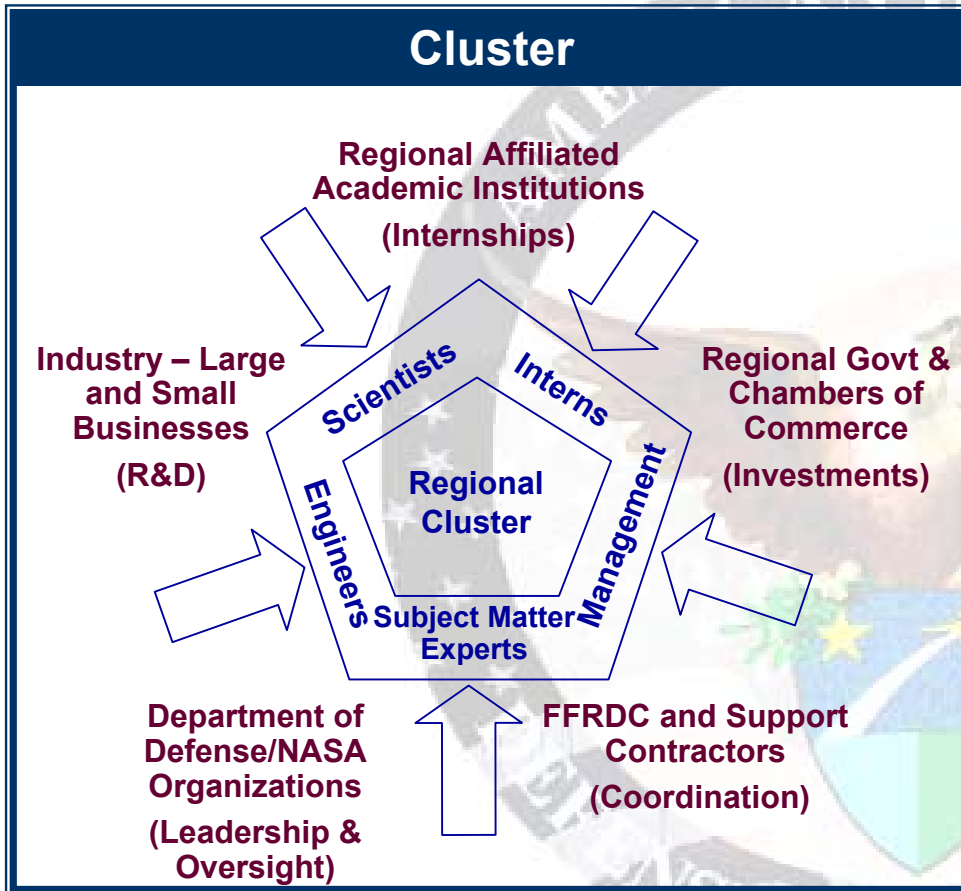 Cluster
Regional Affiliated
Academic Institutions
(Internships)
Industry – Large
and Small
Businesses
(R&D)
Regional Govt &
Chambers of
Commerce
(Investments)
Scientists
Interns
Engineers
Management
Regional
Cluster
Subject Matter
Experts
Department of
Defense/NASA
Organizations
(Leadership &
Oversight)
FFRDC and Support
Contractors
(Coordination)